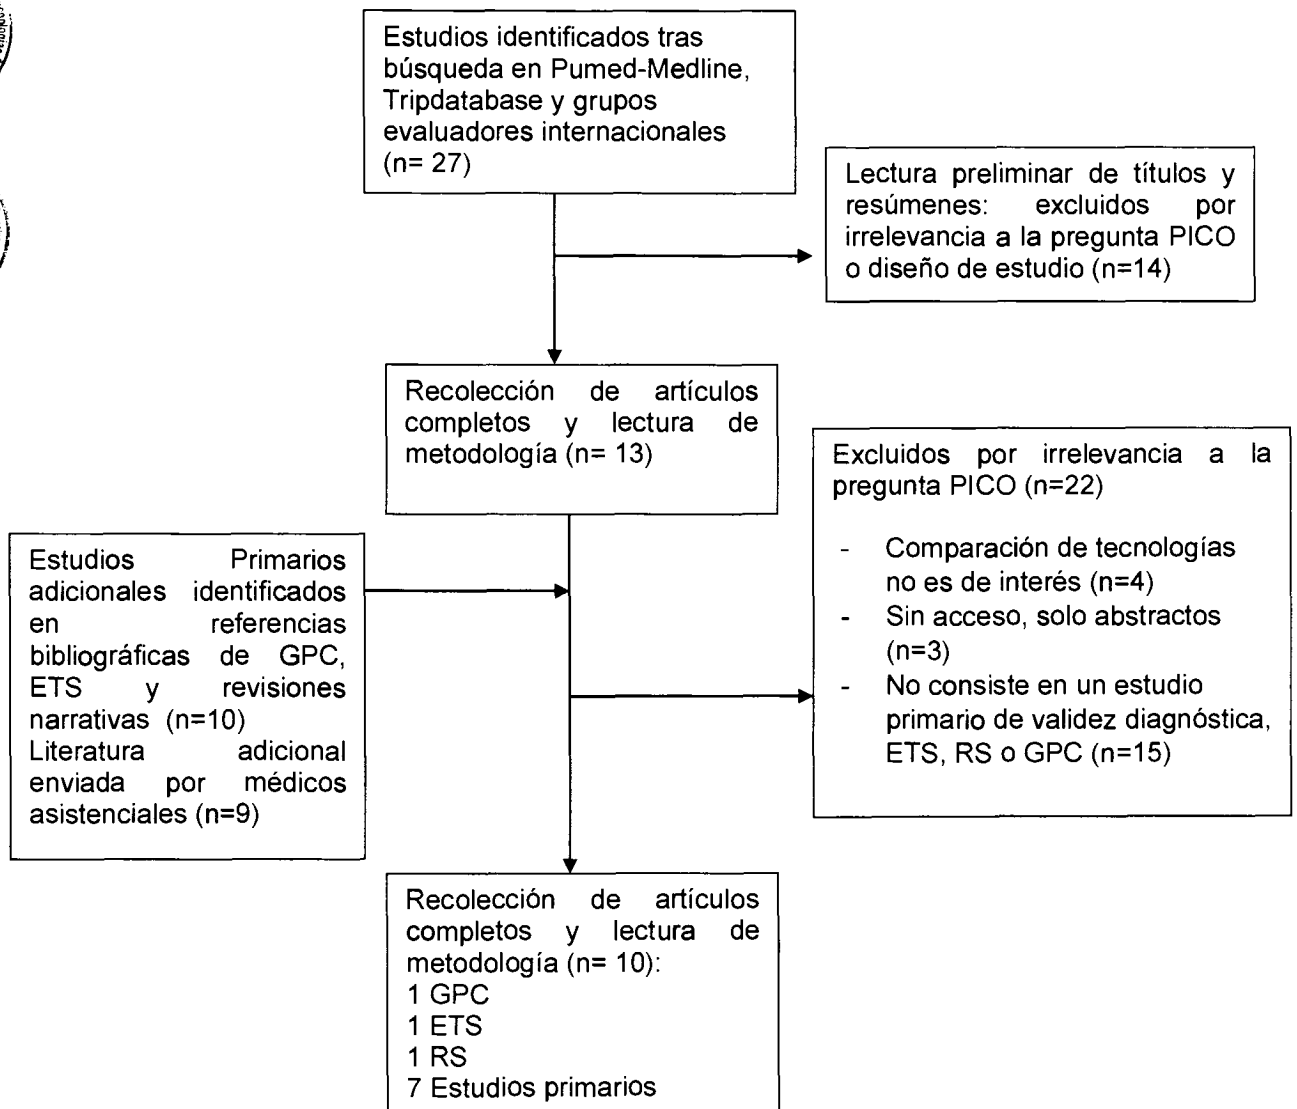 Estudios identificados tras
búsqueda en Pumed-Medline,
Tripdatabase y grupos
evaluadores internacionales
(n= 27)
Lectura preliminar de títulos y
resúmenes: excluidos por
irrelevancia a la pregunta PICO
o diseño de estudio (n=14)
Recolección de artículos
completos y lectura de
metodología (n= 13)
Excluidos por irrelevancia a la
pregunta PICO (n=22)
- Comparación de tecnologías
no es de interés (n=4)
- Sin acceso, solo abstractos
(n=3)
- No consiste en un estudio
primario de validez diagnóstica,
ETS, RS o GPC (n=15)
Estudios Primarios
adicionales identificados
en referencias
bibliográficas de GPC,
ETS y revisiones
narrativas (n=10)
Literatura adicional
enviada por médicos
asistenciales (n=9)
Recolección de artículos
completos y lectura de
metodología (n= 10):
1 GPC
1 ETS
1 RS
7 Estudios primarios